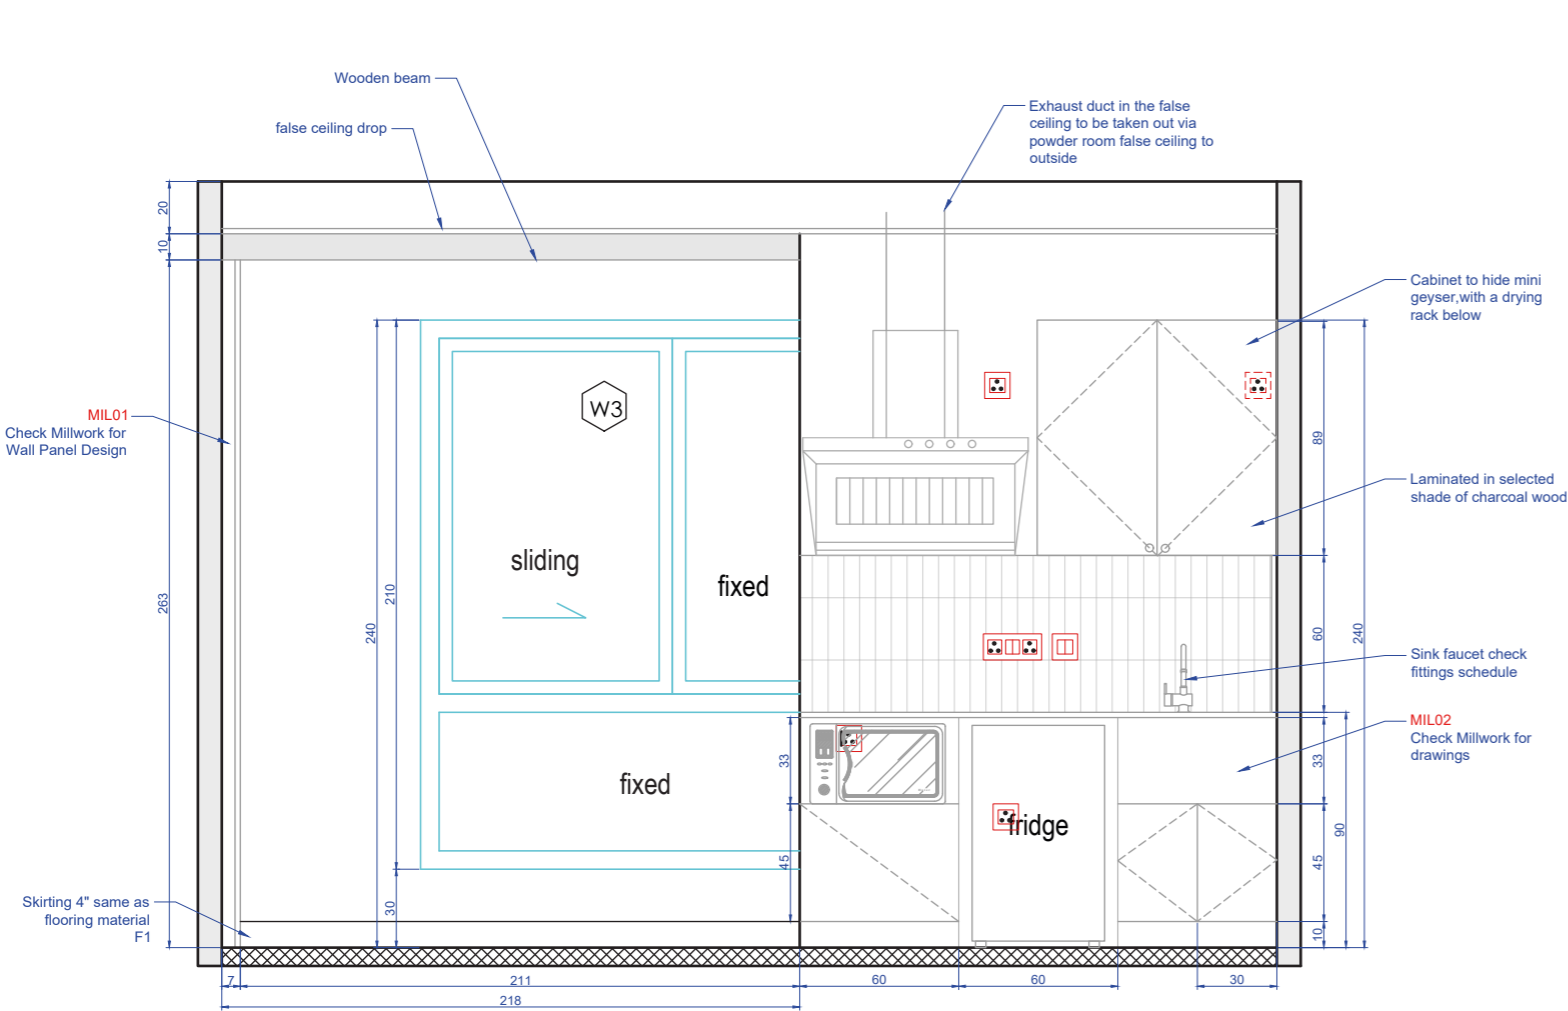 Wooden beam
false ceiling drop
Exhaust duct in the false
ceiling to be taken out via
powder room false ceiling to
outside
20
10
263
240
210
30
MIL01
Check Millwork for
Wall Panel Design
Skirting 4" same as
flooring material
F1
W3
sliding
fixed
fixed
fridge
33
45
Cabinet to hide mini
geyser,with a drying
rack below
Laminated in selected
shade of charcoal wood
Sink faucet check
fittings schedule
MIL02
Check Millwork for
drawings
89
60
240
33
90
45
10
7
211
60
60
30
218